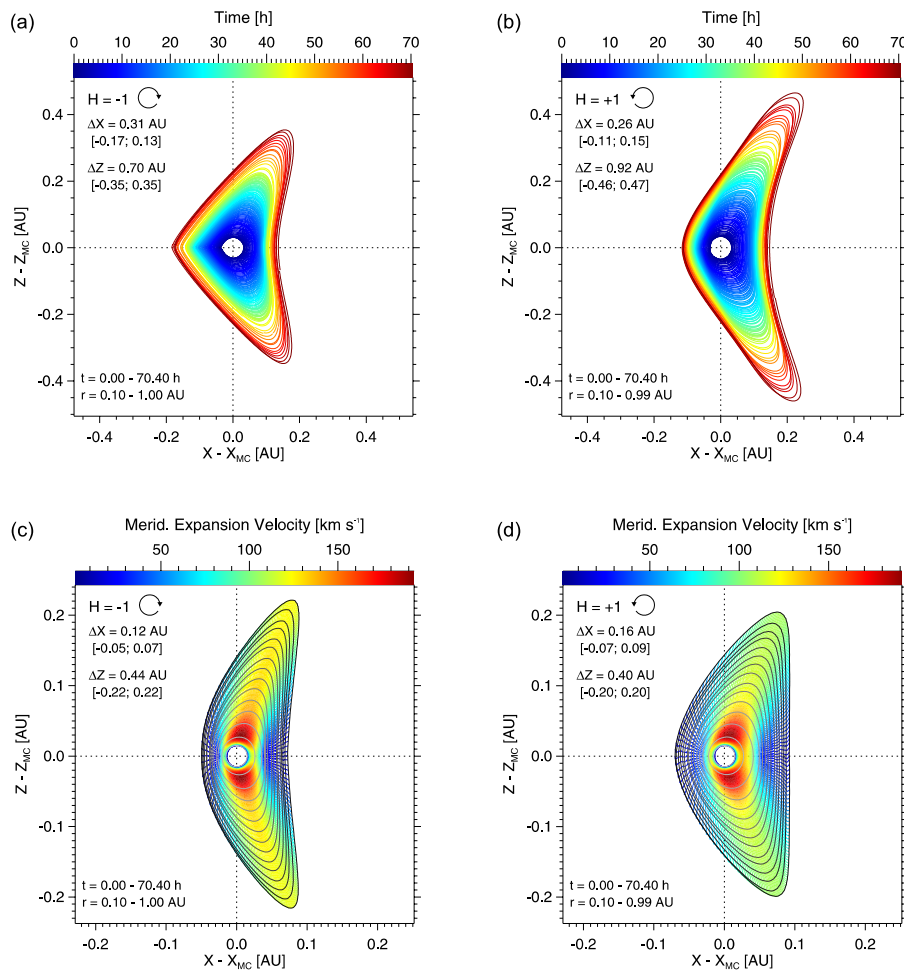 (a)
Time [h]
0 10 20 30 40 50 60 70
H = -1
ΔX = 0.31 AU
[-0.17; 0.13]
ΔZ = 0.70 AU
[-0.35; 0.35]
t = 0.00 - 70.40 h
r = 0.10 - 1.00 AU
Z - Z_MC [AU]
0.4
0.2
0.0
-0.2
-0.4
-0.4 -0.2 0.0 0.2 0.4
X - X_MC [AU]
(b)
Time [h]
0 10 20 30 40 50 60 70
H = +1
ΔX = 0.26 AU
[-0.11; 0.15]
ΔZ = 0.92 AU
[-0.46; 0.47]
t = 0.00 - 70.40 h
r = 0.10 - 0.99 AU
Z - Z_MC [AU]
0.4
0.2
0.0
-0.2
-0.4
-0.4 -0.2 0.0 0.2 0.4
X - X_MC [AU]
(c)
Merid. Expansion Velocity [km s⁻¹]
50 100 150
H = -1
ΔX = 0.12 AU
[-0.05; 0.07]
ΔZ = 0.44 AU
[-0.22; 0.22]
t = 0.00 - 70.40 h
r = 0.10 - 1.00 AU
Z - Z_MC [AU]
0.2
0.1
0.0
-0.1
-0.2
-0.2 -0.1 0.0 0.1 0.2
X - X_MC [AU]
(d)
Merid. Expansion Velocity [km s⁻¹]
50 100 150
H = +1
ΔX = 0.16 AU
[-0.07; 0.09]
ΔZ = 0.40 AU
[-0.20; 0.20]
t = 0.00 - 70.40 h
r = 0.10 - 0.99 AU
Z - Z_MC [AU]
0.2
0.1
0.0
-0.1
-0.2
-0.2 -0.1 0.0 0.1 0.2
X - X_MC [AU]